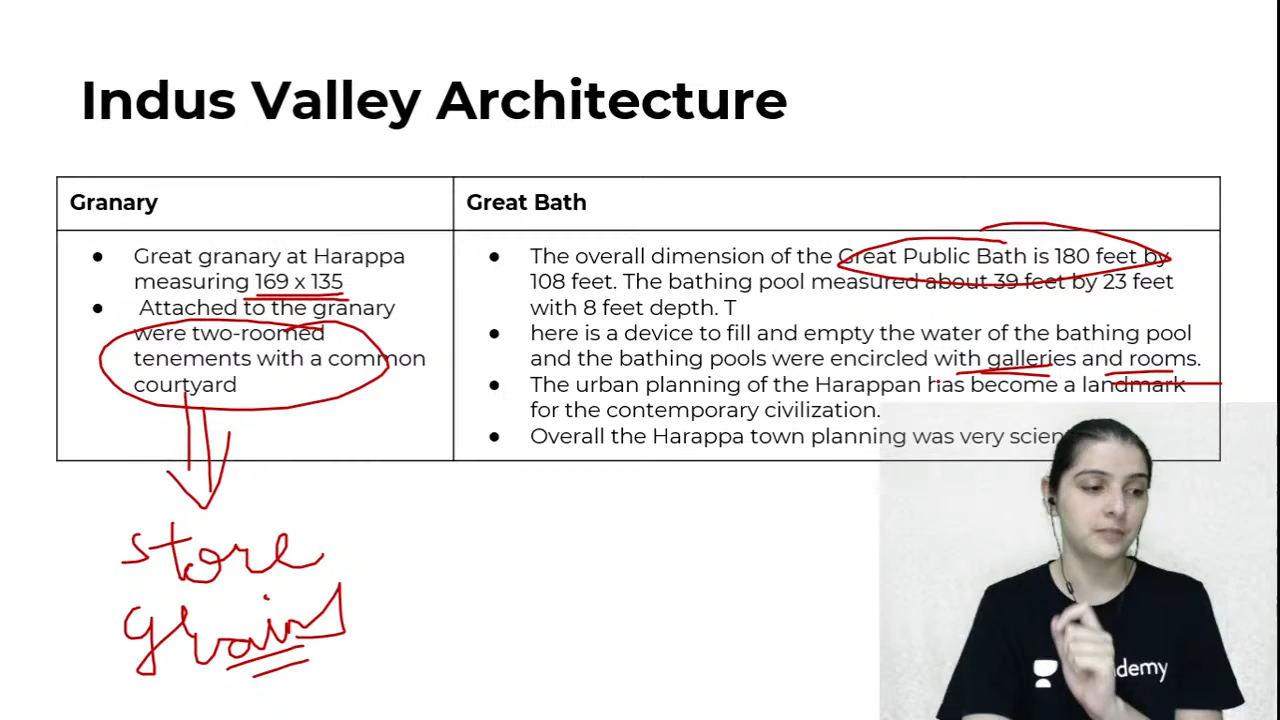 Indus Valley Architecture
Granary
Great Bath
● Great granary at Harappa
measuring 169 x 135
● Attached to the granary
were two-roomed
tenements with a common
courtyard
● The overall dimension of the Great Public Bath is 180 feet by
108 feet. The bathing pool measured about 39 feet by 23 feet
with 8 feet depth. T
● here is a device to fill and empty the water of the bathing pool
and the bathing pools were encircled with galleries and rooms.
● The urban planning of the Harappan has become a landmark
for the contemporary civilization.
● Overall the Harappa town planning was very scien
store
grains
demy